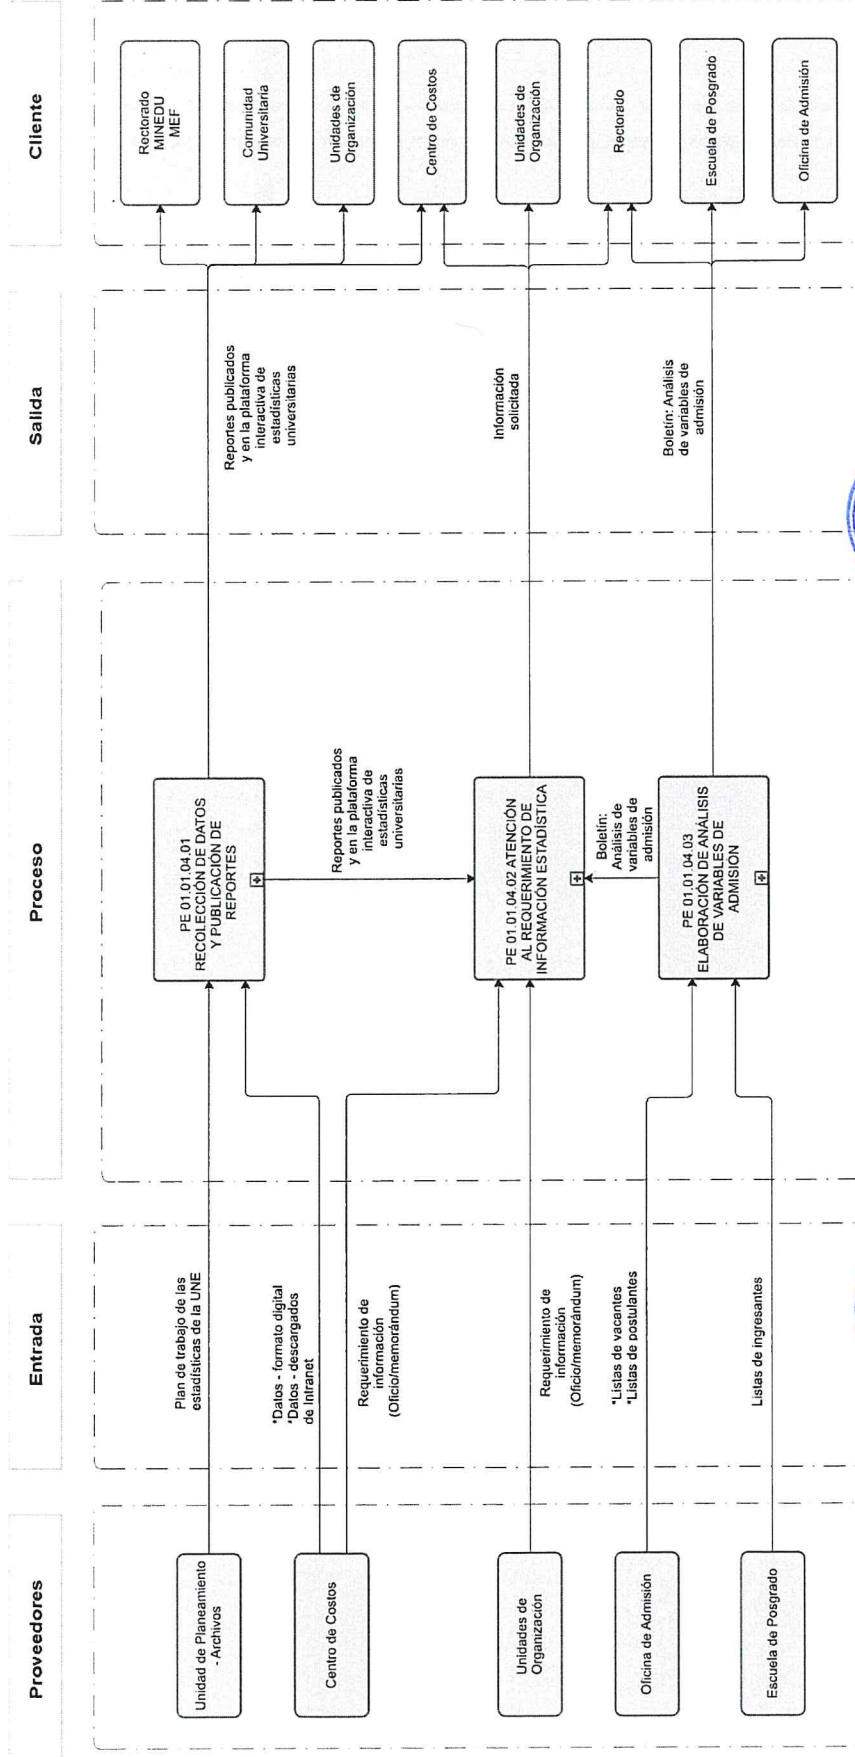 Proveedores
Entrada
Proceso
Salida
Cliente
Unidad de Planeamiento
- Archivos
Centro de Costos
Unidades de
Organización
Oficina de Admisión
Escuela de Posgrado
Plan de trabajo de las
estadísticas de la UNE
*Datos - formato digital
*Datos - descargados
de Intranet
Requerimiento de
información
(Oficio/memorándum)
Requerimiento de
información
(Oficio/memorándum)
*Listas de vacantes
*Listas de postulantes
Listas de ingresantes
PE 01.01.04.01
RECOLECCIÓN DE DATOS
Y PUBLICACIÓN DE
REPORTES
Reportes publicados
y en la plataforma
interactiva de
estadísticas
universitarias
PE 01.01.04.02 ATENCIÓN
AL REQUERIMIENTO DE
INFORMACIÓN ESTADÍSTICA
Boletín:
Análisis de
variables de
admisión
PE 01.01.04.03
ELABORACIÓN DE ANÁLISIS
DE VARIABLES DE
ADMISIÓN
Reportes publicados
y en la plataforma
interactiva de
estadísticas
universitarias
Información
solicitada
Boletín: Análisis
de variables de
admisión
Rectorado
MINEDU
MEF
Comunidad
Universitaria
Unidades de
Organización
Centro de Costos
Unidades de
Organización
Rectorado
Escuela de Posgrado
Oficina de Admisión